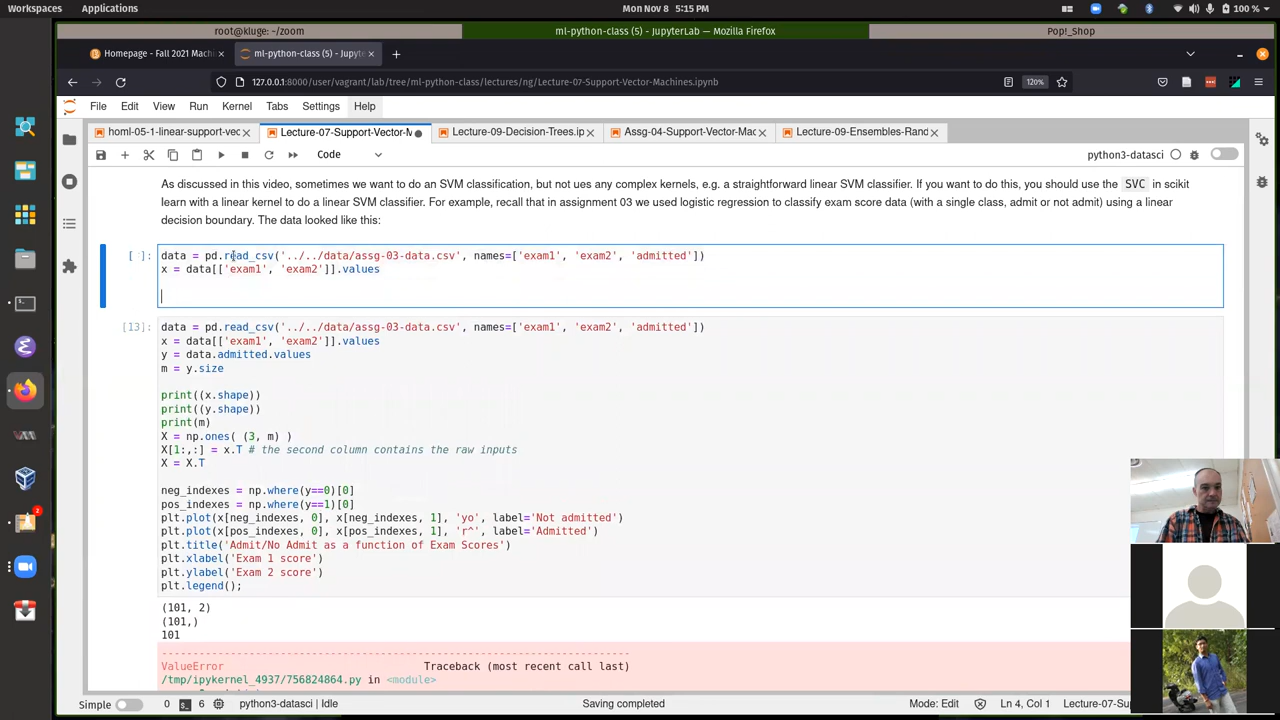 Workspaces Applications Mon Nov 8 5:15 PM 100 %
root@kluge: ~/zoom ml-python-class (5) - JupyterLab — Mozilla Firefox Pop!_Shop
Homepage - Fall 2021 Machi ml-python-class (5) - Jupyte
127.0.0.1:8000/user/vagrant/lab/tree/ml-python-class/lectures/ng/Lecture-07-Support-Vector-Machines.ipynb 120%
File Edit View Run Kernel Tabs Settings Help
homl-05-1-linear-support-vec Lecture-07-Support-Vector-M Lecture-09-Decision-Trees.ip Assg-04-Support-Vector-Mac Lecture-09-Ensembles-Rand
Code python3-datasci
As discussed in this video, sometimes we want to do an SVM classification, but not ues any complex kernels, e.g. a straightforward linear SVM classifier. If you want to do this, you should use the SVC in scikit
learn with a linear kernel to do a linear SVM classifier. For example, recall that in assignment 03 we used logistic regression to classify exam score data (with a single class, admit or not admit) using a linear
decision boundary. The data looked like this:
[ ]: data = pd.read_csv('../../data/assg-03-data.csv', names=['exam1', 'exam2', 'admitted'])
x = data[['exam1', 'exam2']].values
[13]: data = pd.read_csv('../../data/assg-03-data.csv', names=['exam1', 'exam2', 'admitted'])
x = data[['exam1', 'exam2']].values
y = data.admitted.values
m = y.size
print((x.shape))
print((y.shape))
print(m)
X = np.ones( (3, m) )
X[1:,:] = x.T # the second column contains the raw inputs
X = X.T
neg_indexes = np.where(y==0)[0]
pos_indexes = np.where(y==1)[0]
plt.plot(x[neg_indexes, 0], x[neg_indexes, 1], 'yo', label='Not admitted')
plt.plot(x[pos_indexes, 0], x[pos_indexes, 1], 'r^', label='Admitted')
plt.title('Admit/No Admit as a function of Exam Scores')
plt.xlabel('Exam 1 score')
plt.ylabel('Exam 2 score')
plt.legend();
(101, 2)
(101,)
101
---------------------------------------------------------------------------
ValueError Traceback (most recent call last)
/tmp/ipykernel_4937/756824864.py in <module>
Simple 0 6 python3-datasci | Idle Saving completed Mode: Edit Ln 4, Col 1 Lecture-07-Su